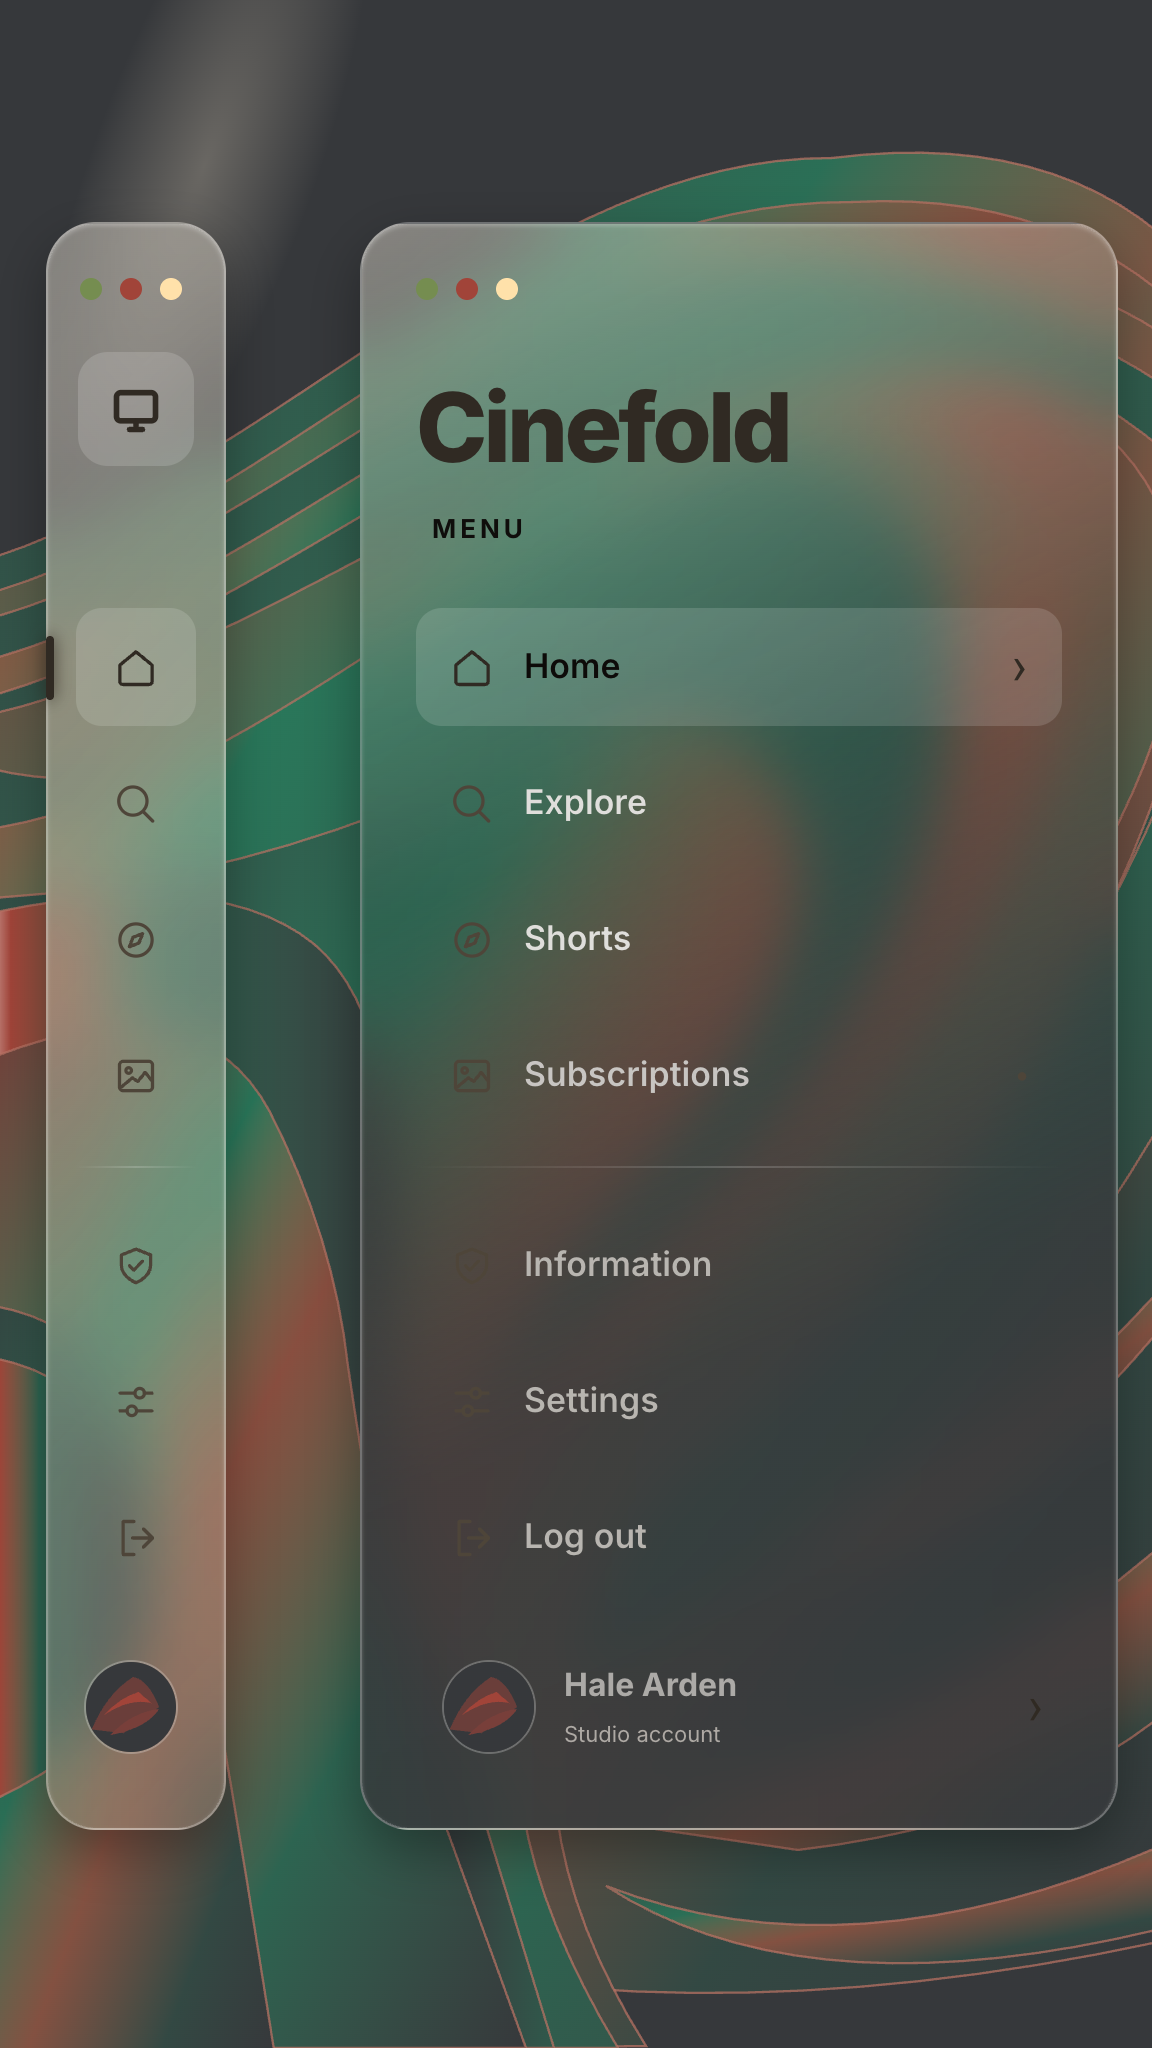 Cinefold
MENU
Home
Explore
Shorts
Subscriptions
Information
Settings
Log out
Hale Arden
Studio account